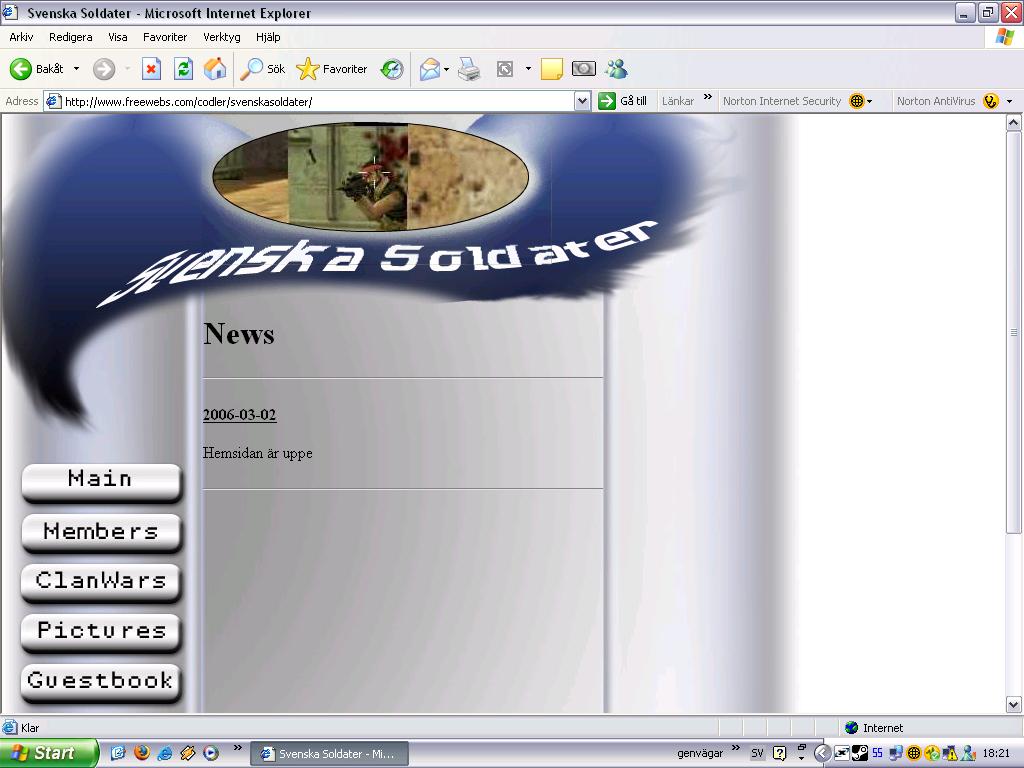 Svenska Soldater - Microsoft Internet Explorer
Arkiv Redigera Visa Favoriter Verktyg Hjälp
Bakåt Sök Favoriter
Adress http://www.freewebs.com/codler/svenskasoldater/ Gå till Länkar » Norton Internet Security Norton AntiVirus
Svenska Soldater
News
2006-03-02
Hemsidan är uppe
Main
Members
ClanWars
Pictures
Guestbook
Klar Internet
Start » Svenska Soldater - Mi... genvägar » SV 55 18:21